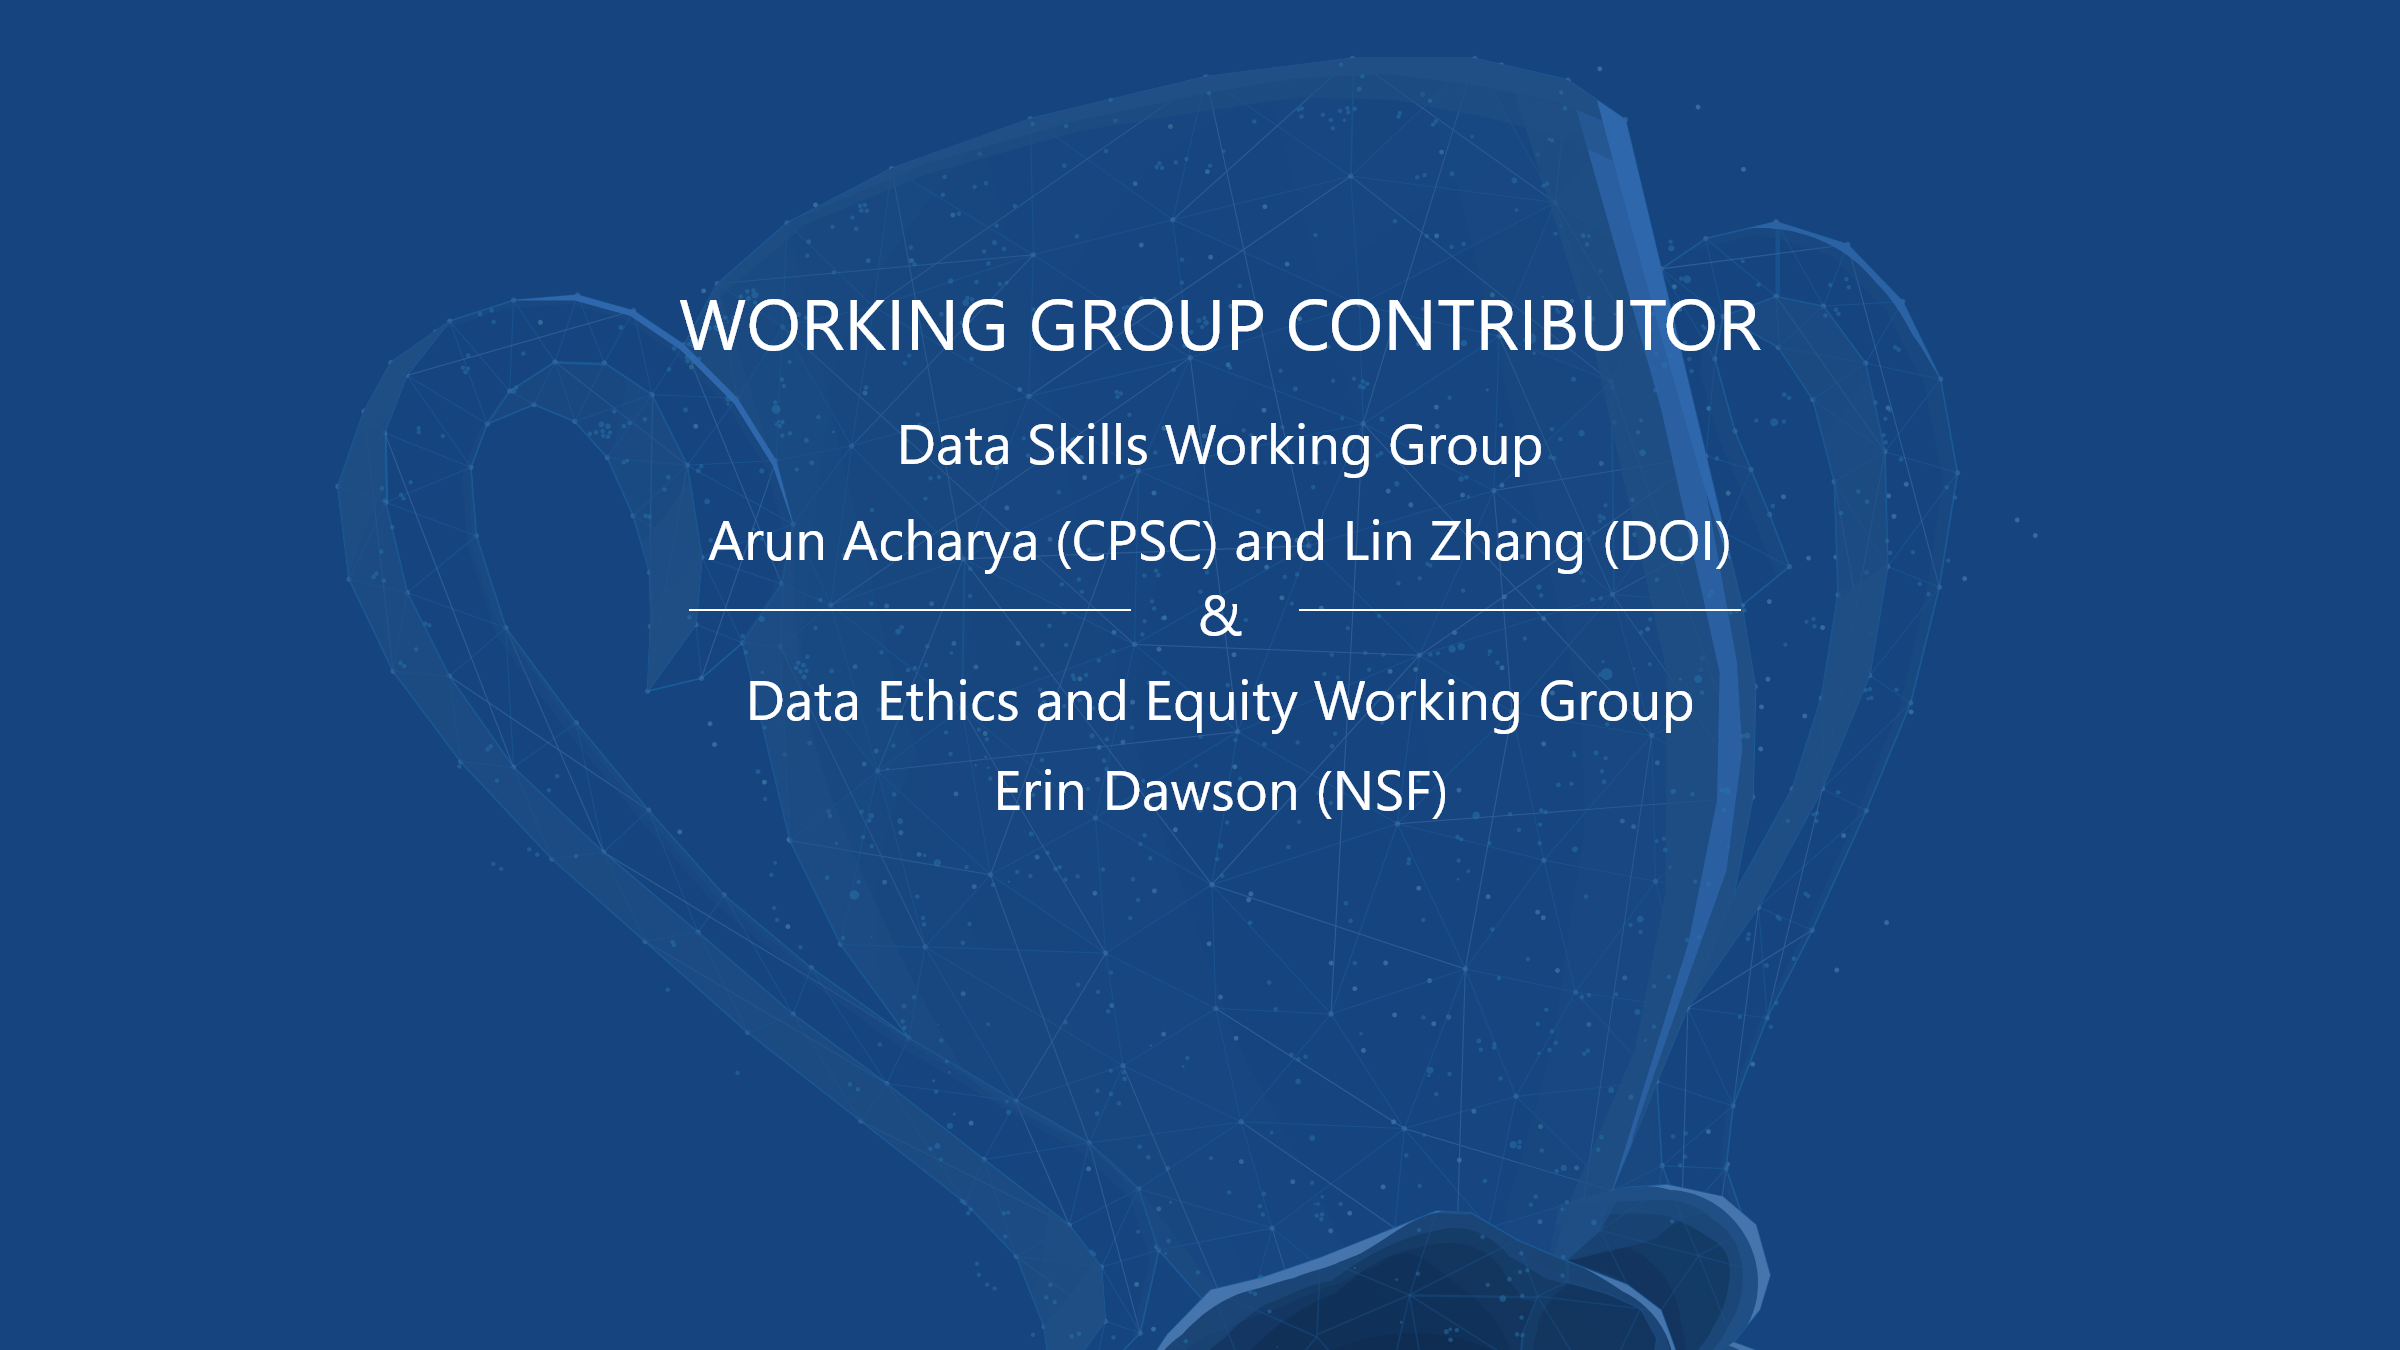 WORKING GROUP CONTRIBUTOR
Data Skills Working Group
Arun Acharya (CPSC) and Lin Zhang (DOI)
&
Data Ethics and Equity Working Group
Erin Dawson (NSF)